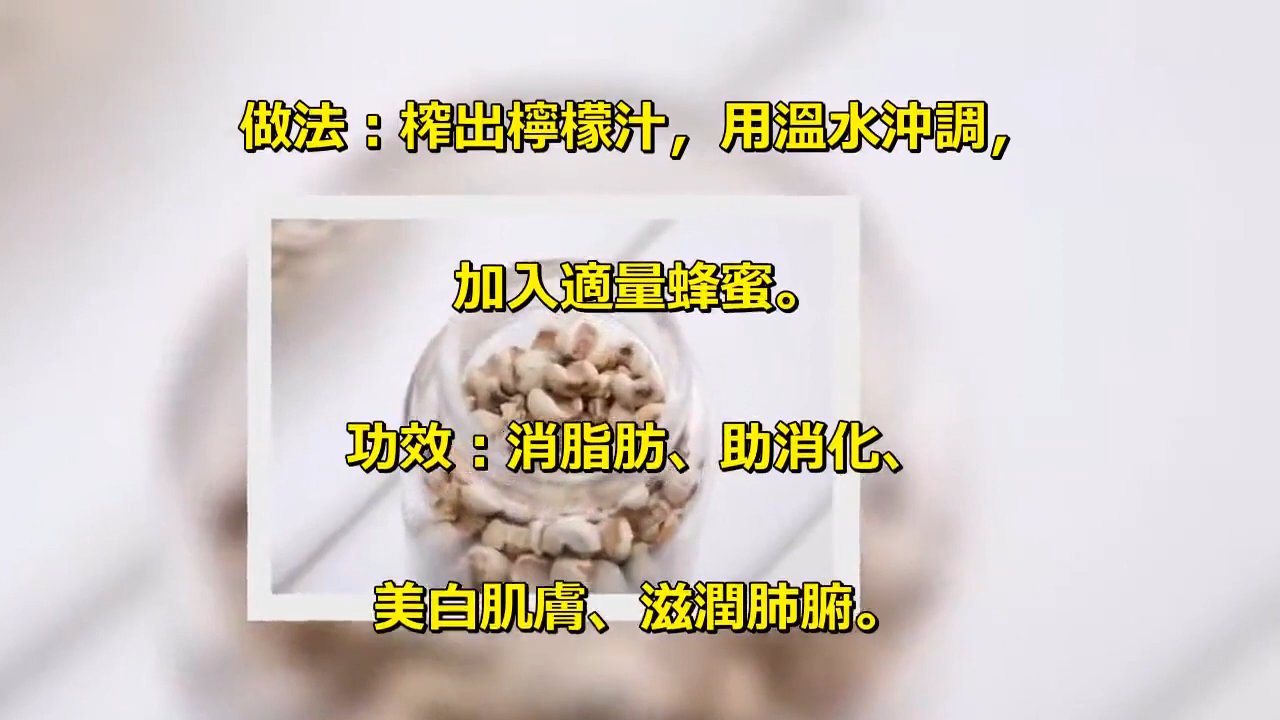 做法：榨出檸檬汁，用溫水沖調，
加入適量蜂蜜。
功效：消脂肪、助消化、
美白肌膚、滋潤肺腑。